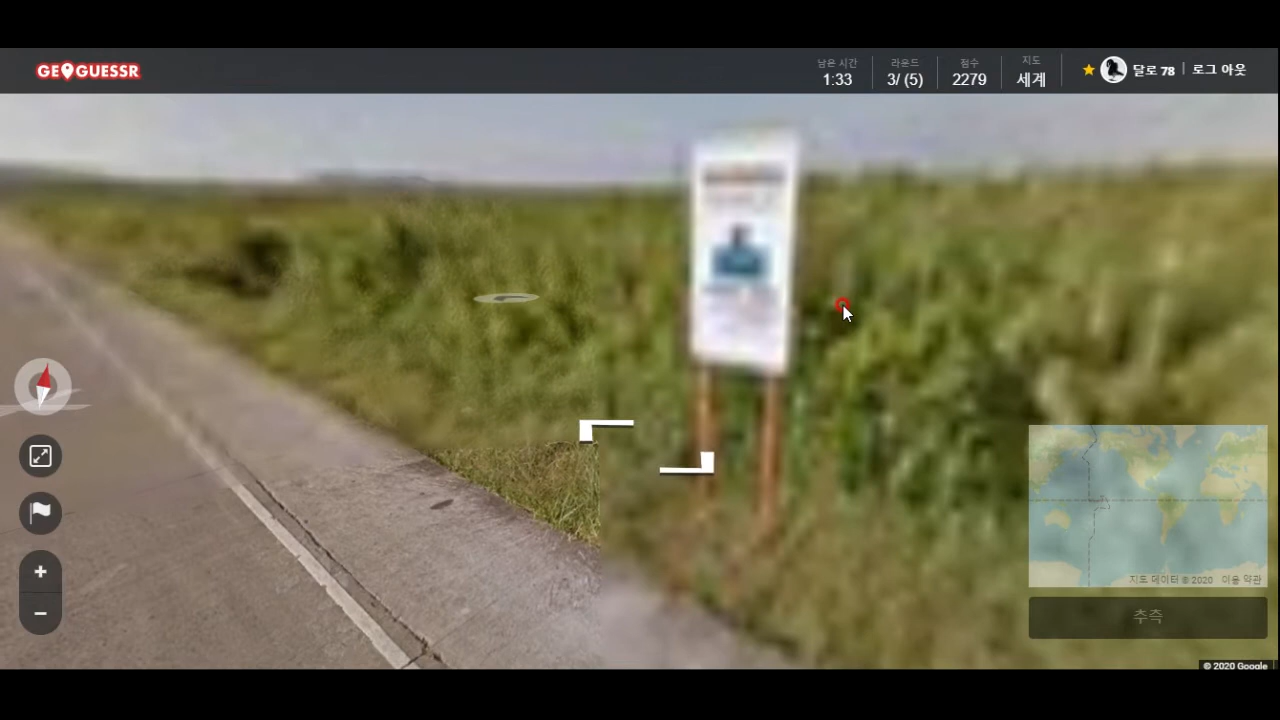 GEOGUESSR
남은 시간
1:33
라운드
3/ (5)
점수
2279
지도
세계
달로 78
로그 아웃
지도 데이터 © 2020 이용 약관
추측
© 2020 Google